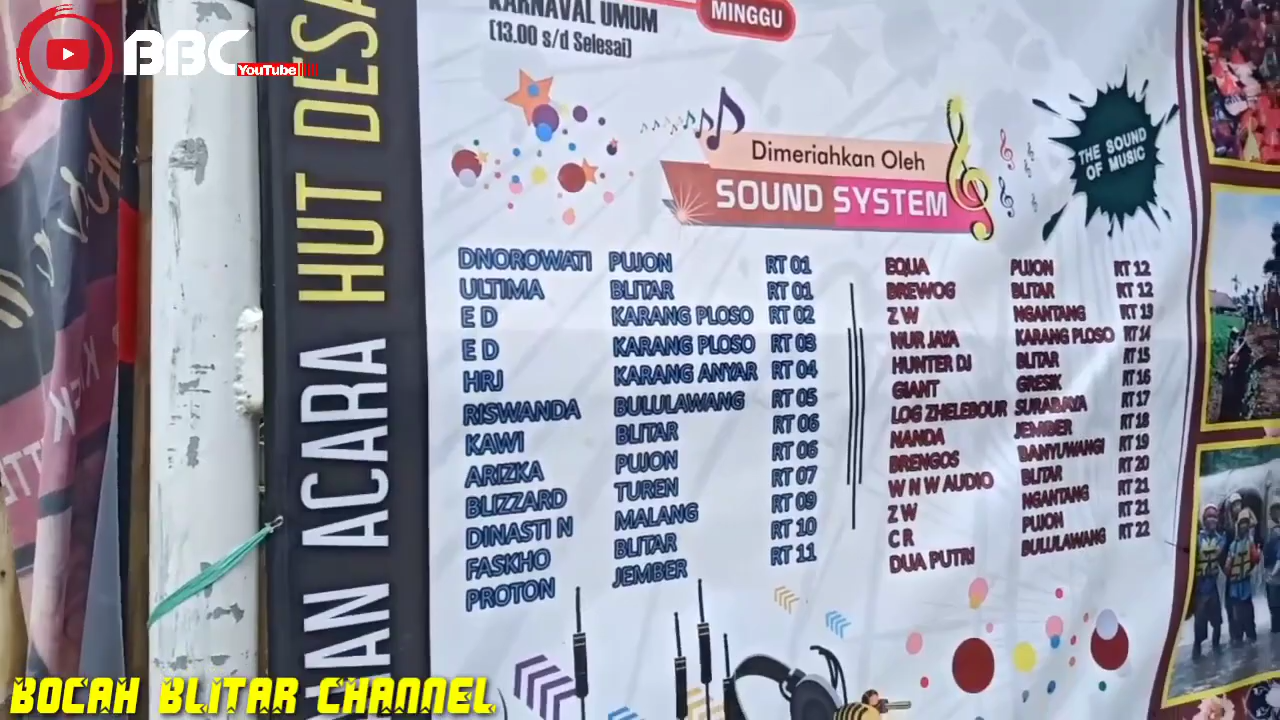 BBC
YouTube
KARNAVAL UMUM
(13.00 s/d Selesai)
MINGGU
Dimeriahkan Oleh
SOUND SYSTEM
THE SOUND
OF MUSIC
ACARA HUT DESA
DNOROWATI PUJON RT 01
ULTIMA BLITAR RT 01
E D KARANG PLOSO RT 02
E D KARANG PLOSO RT 03
HRJ KARANG ANYAR RT 04
RISWANDA BULULAWANG RT 05
KAWI BLITAR RT 06
ARIZKA PUJON RT 06
BLIZZARD TUREN RT 07
DINASTI N MALANG RT 09
FASKHO BLITAR RT 10
PROTON JEMBER RT 11
EQUA PUJON RT 12
BREWOG BLITAR RT 12
Z W NGANTANG RT 13
NUR JAYA KARANG PLOSO RT 14
HUNTER DJ BLITAR RT 15
GIANT GRESIK RT 16
LOG ZHELEBOUR SURABAYA RT 17
NANDA JEMBER RT 18
BRENGOS BANYUWANGI RT 19
W N W AUDIO BLITAR RT 20
Z W NGANTANG RT 21
C R PUJON RT 21
DUA PUTRI BULULAWANG RT 22
BOCAH BLITAR CHANNEL